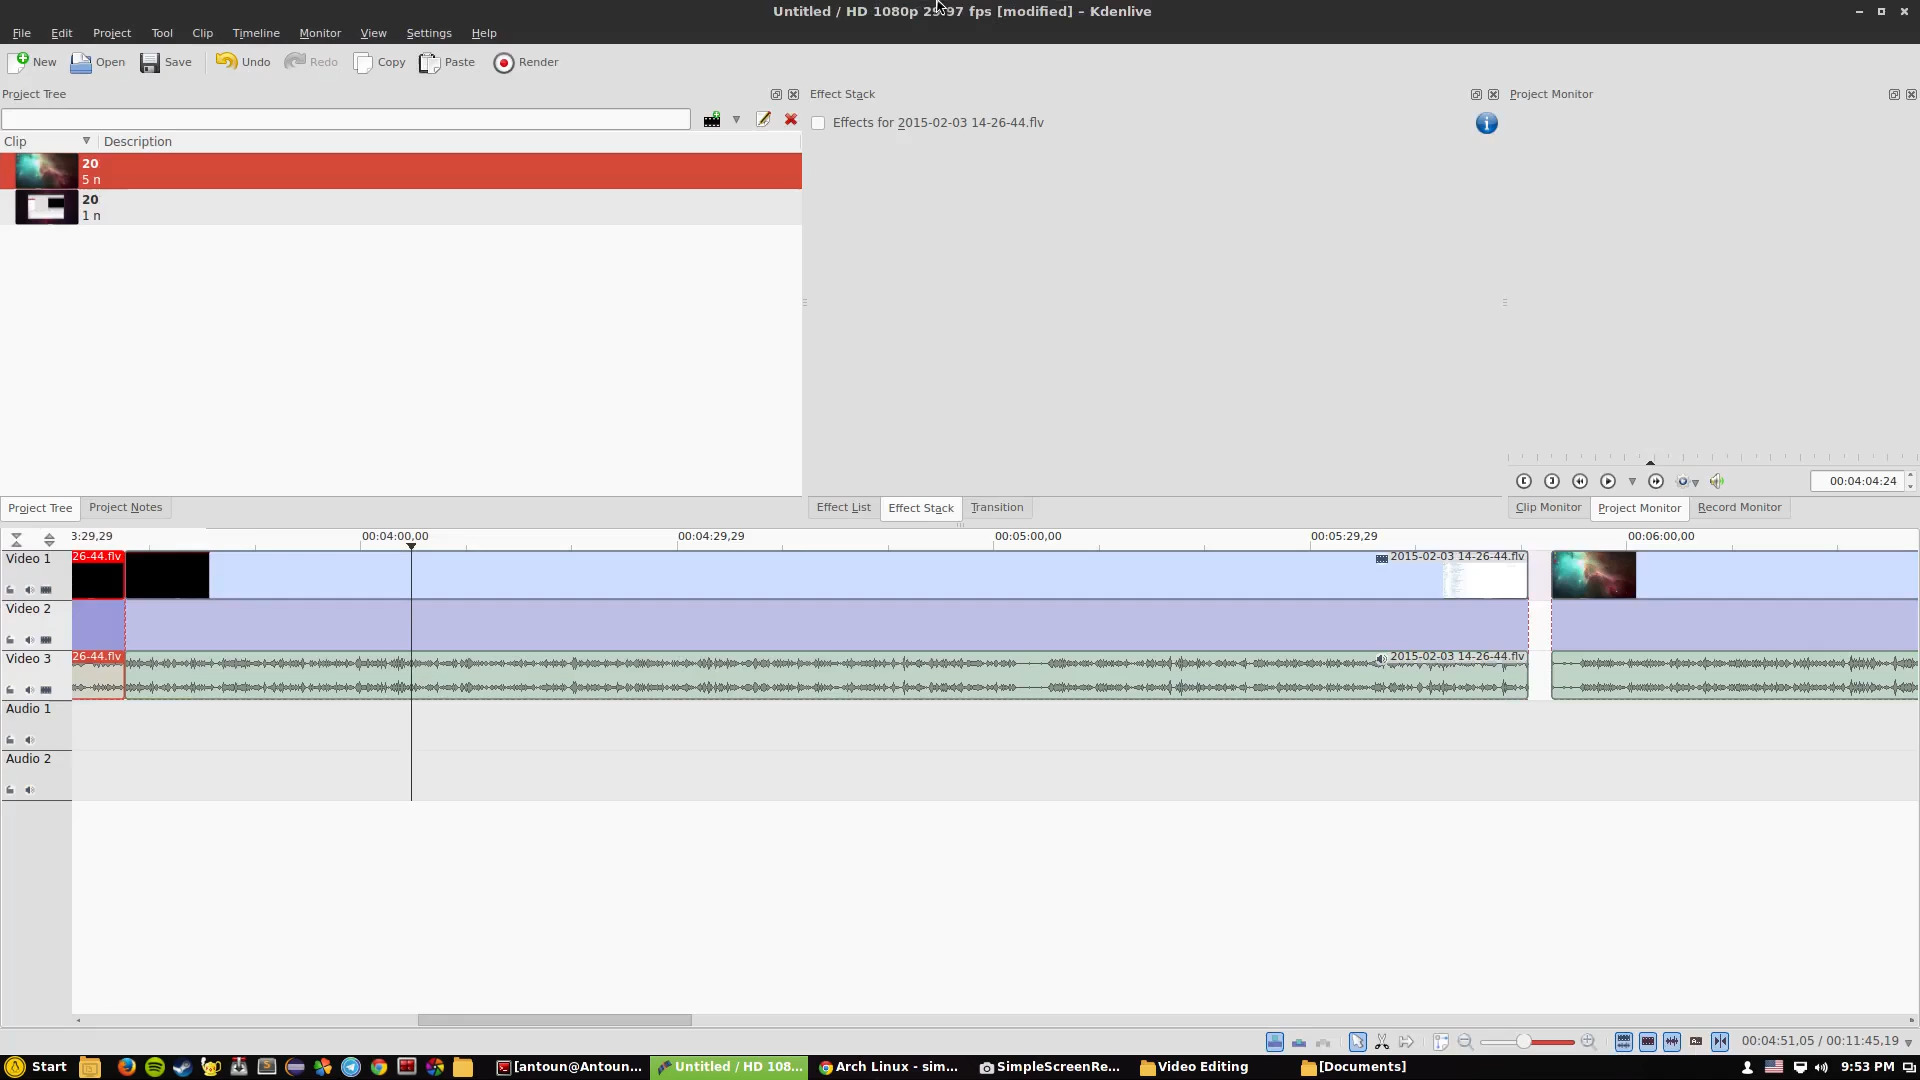 Untitled / HD 1080p 29.97 fps [modified] – Kdenlive
File Edit Project Tool Clip Timeline Monitor View Settings Help
New Open Save Undo Redo Copy Paste Render
Project Tree
Effect Stack
Project Monitor
Effects for 2015-02-03 14-26-44.flv
Clip Description
20
5 n
20
1 n
00:04:04:24
Project Tree Project Notes
Effect List Effect Stack Transition
Clip Monitor Project Monitor Record Monitor
3:29,29 00:04:00,00 00:04:29,29 00:05:00,00 00:05:29,29 00:06:00,00
Video 1
26-44.flv
2015-02-03 14-26-44.flv
Video 2
Video 3
26-44.flv
2015-02-03 14-26-44.flv
Audio 1
Audio 2
00:04:51,05 / 00:11:45,19
Start
[antoun@Antoun...
Untitled / HD 108...
Arch Linux - sim...
SimpleScreenRe...
Video Editing
[Documents]
9:53 PM